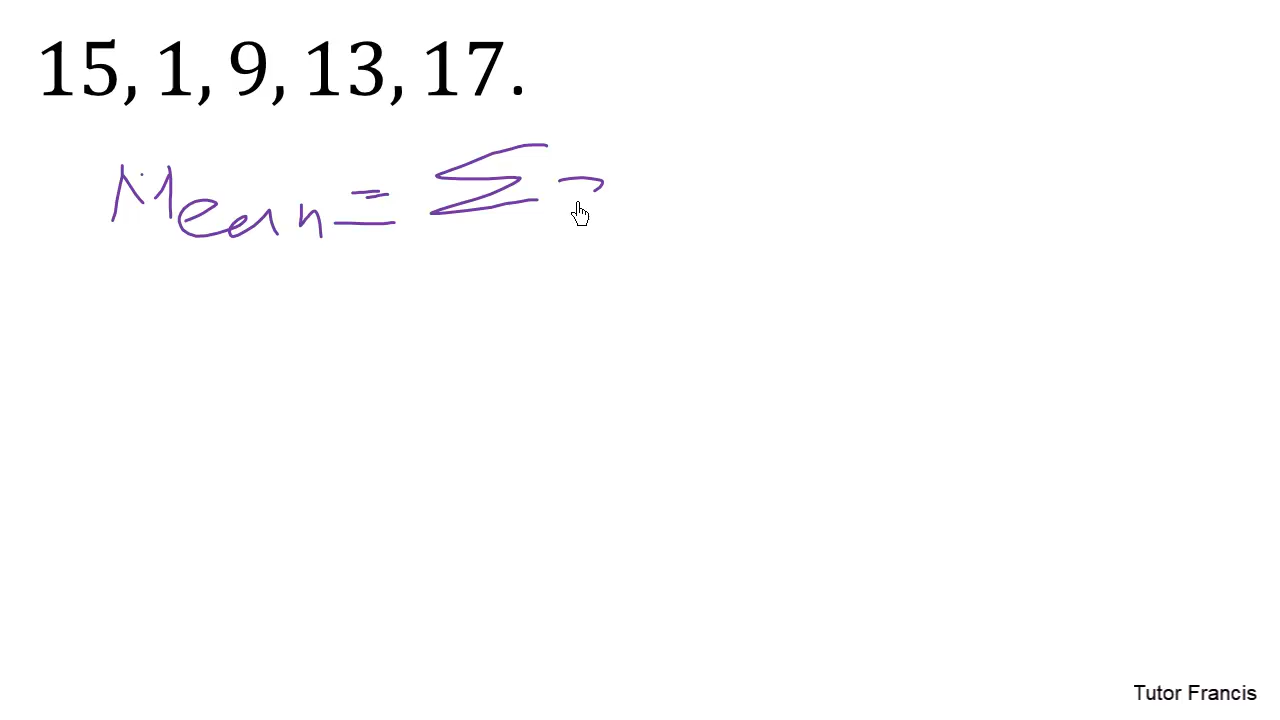 15, 1, 9, 13, 17.
Mean = Σ
Tutor Francis